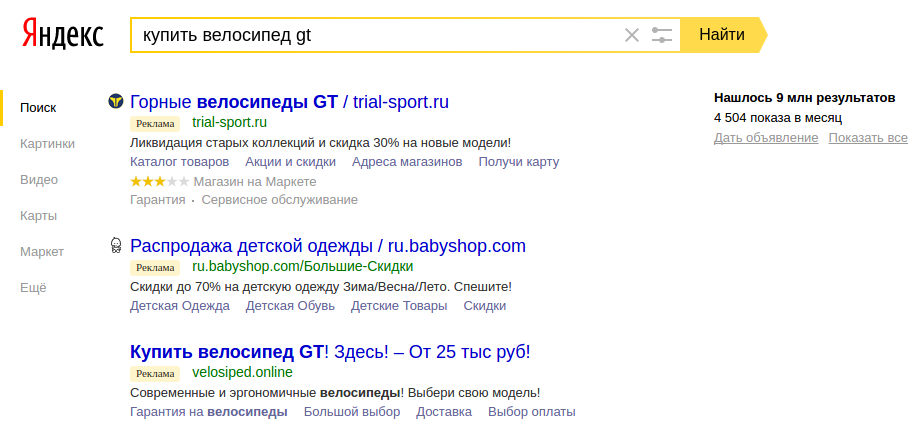 Яндекс
купить велосипед gt
Найти
Поиск
Картинки
Видео
Карты
Маркет
Ещё
Горные велосипеды GT / trial-sport.ru
Реклама trial-sport.ru
Ликвидация старых коллекций и скидка 30% на новые модели!
Каталог товаров Акции и скидки Адреса магазинов Получи карту
Магазин на Маркете
Гарантия · Сервисное обслуживание
Распродажа детской одежды / ru.babyshop.com
Реклама ru.babyshop.com/Большие-Скидки
Скидки до 70% на детскую одежду Зима/Весна/Лето. Спешите!
Детская Одежда Детская Обувь Детские Товары Скидки
Купить велосипед GT! Здесь! – От 25 тыс руб!
Реклама velosiped.online
Современные и эргономичные велосипеды! Выбери свою модель!
Гарантия на велосипеды Большой выбор Доставка Выбор оплаты
Нашлось 9 млн результатов
4 504 показа в месяц
Дать объявление Показать все